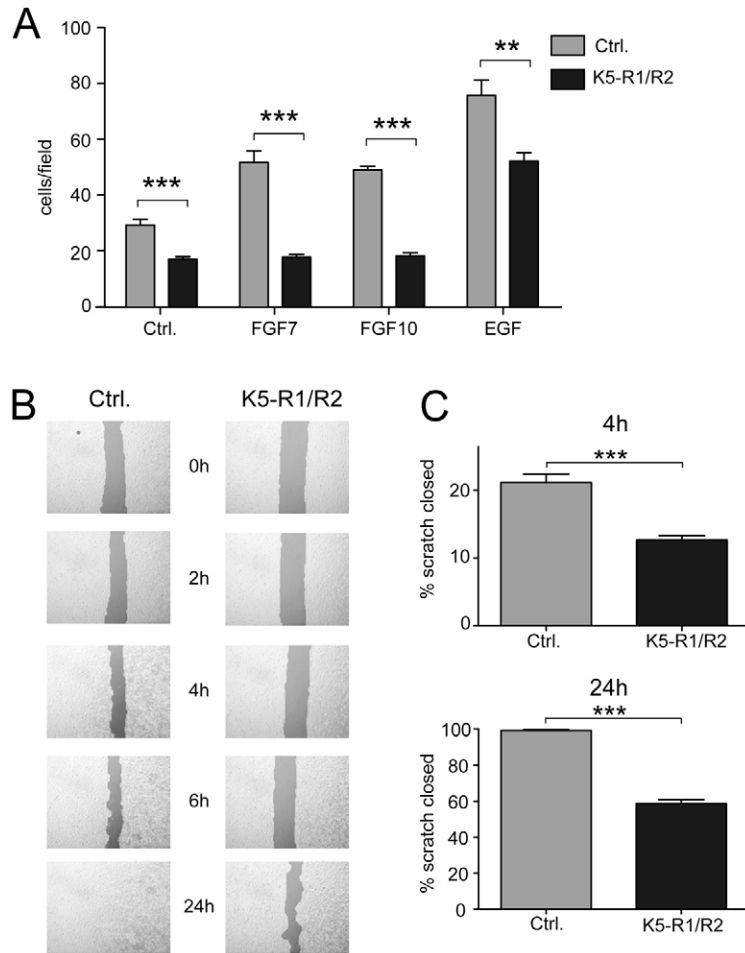 A
100
80
60
40
20
0
cells/field
***
***
***
**
Ctrl.
K5-R1/R2
Ctrl. FGF7 FGF10 EGF
B
Ctrl. K5-R1/R2
0h
2h
4h
6h
24h
C
4h
***
20
10
0
% scratch closed
Ctrl. K5-R1/R2
24h
***
100
80
60
40
20
0
% scratch closed
Ctrl. K5-R1/R2